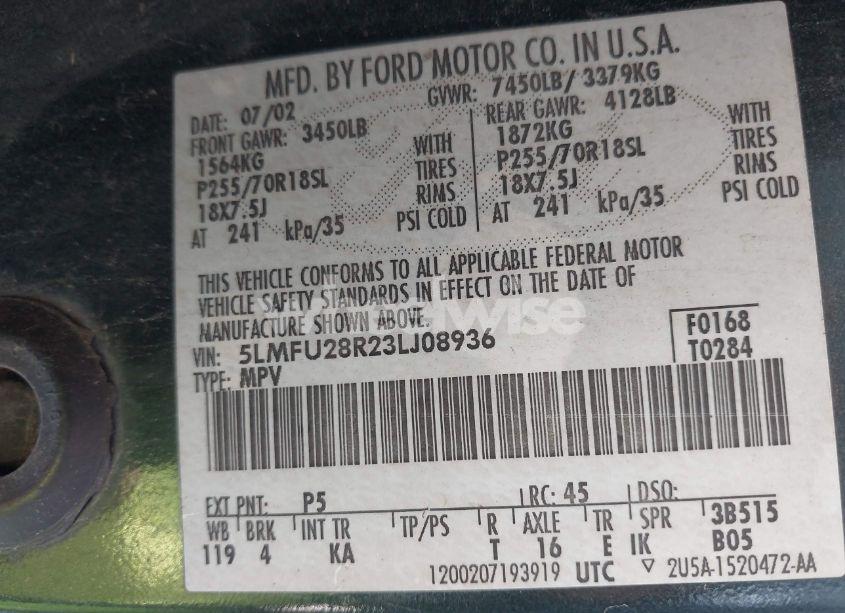 MFD. BY FORD MOTOR CO. IN U.S.A.
DATE: 07/02 GVWR: 7450LB/ 3379KG
FRONT GAWR: 3450LB REAR GAWR: 4128LB
1564KG WITH 1872KG WITH
P255/70R18SL TIRES P255/70R18SL TIRES
18X7.5J RIMS 18X7.5J RIMS
AT 241 kPa/35 PSI COLD AT 241 kPa/35 PSI COLD
THIS VEHICLE CONFORMS TO ALL APPLICABLE FEDERAL MOTOR
VEHICLE SAFETY STANDARDS IN EFFECT ON THE DATE OF
MANUFACTURE SHOWN ABOVE.
VIN: 5LMFU28R23LJ08936 F0168
TYPE: MPV T0284
EXT PNT: P5 RC: 45 DSO:
WB BRK INT TR TP/PS R AXLE TR SPR 3B515
119 4 KA T 16 E IK B05
1200207193919 UTC ▽ 2U5A-1520472-AA